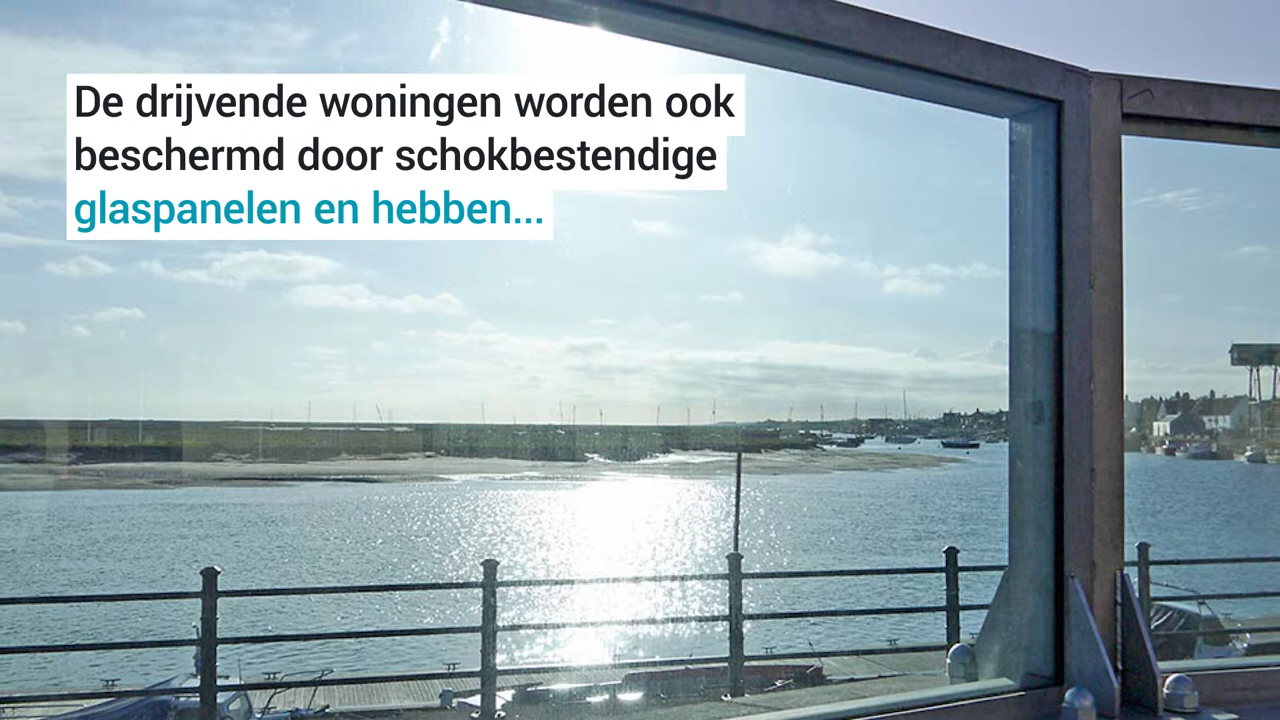 De drijvende woningen worden ook
beschermd door schokbestendige
glaspanelen en hebben...